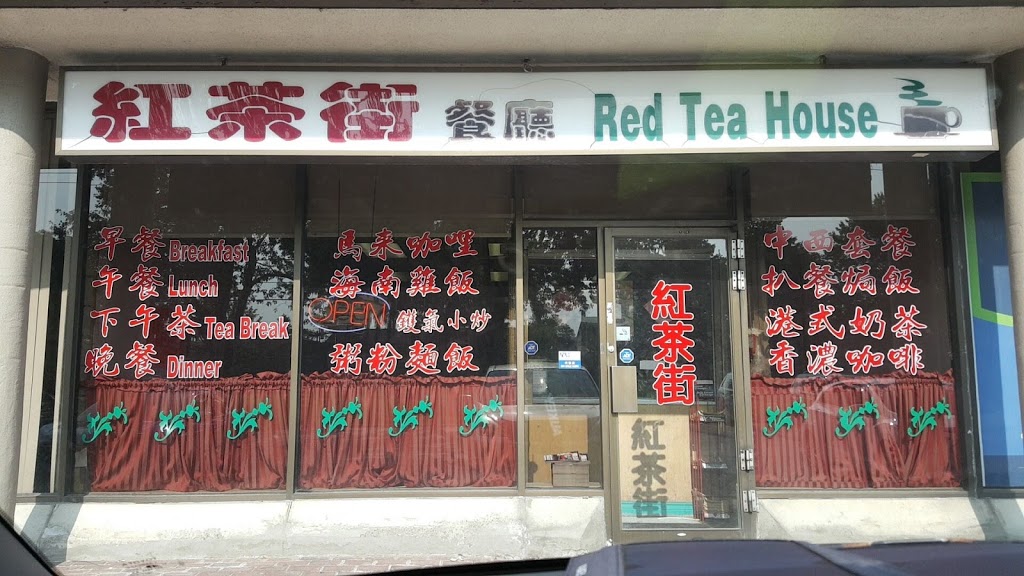 紅茶街 餐廳 Red Tea House
早餐 Breakfast
午餐 Lunch
下午茶 Tea Break
晚餐 Dinner
馬來咖喱
海南雞飯
OPEN
鑊氣小炒
粥粉麵飯
紅茶街
紅茶街
中西套餐
扒餐焗飯
港式奶茶
香濃咖啡